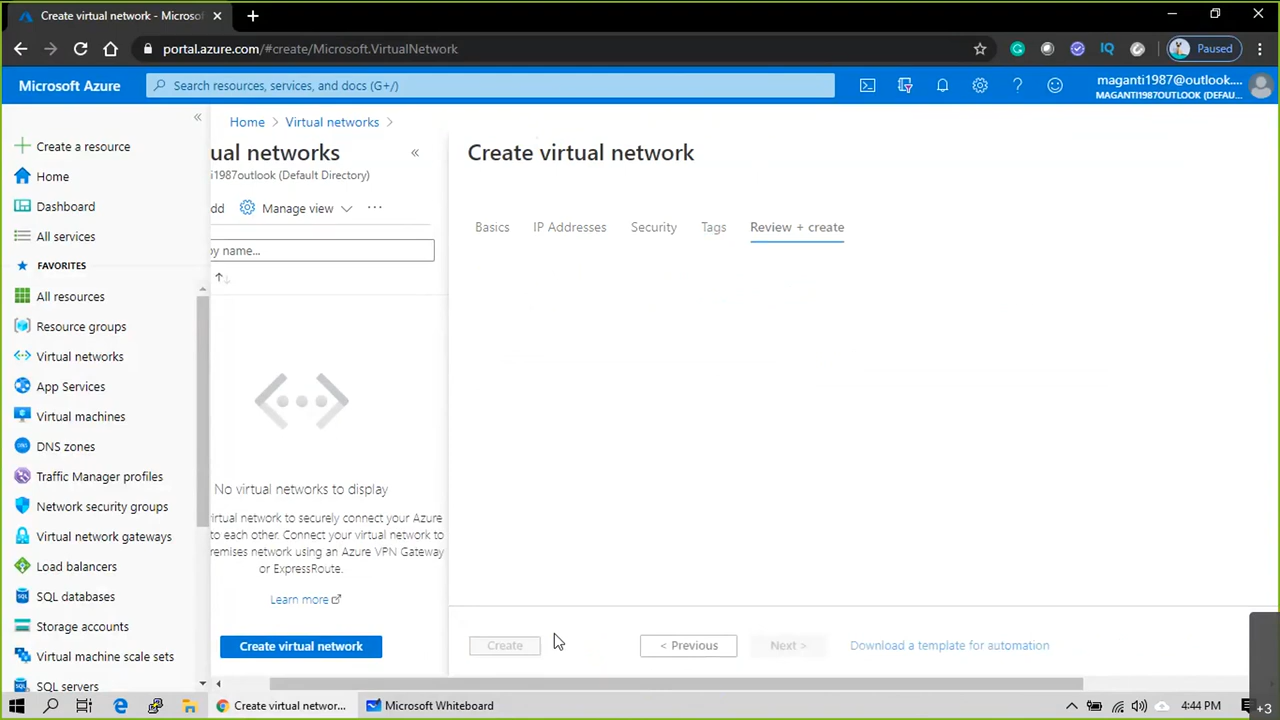 Create virtual network - Microso
portal.azure.com/#create/Microsoft.VirtualNetwork
IQ
Paused
Microsoft Azure
Search resources, services, and docs (G+/)
maganti1987@outlook....
MAGANTI1987OUTLOOK (DEFAU...
Create a resource
Home
Dashboard
All services
FAVORITES
All resources
Resource groups
Virtual networks
App Services
Virtual machines
DNS zones
Traffic Manager profiles
Network security groups
Virtual network gateways
Load balancers
SQL databases
Storage accounts
Virtual machine scale sets
SQL servers
Home > Virtual networks >
ual networks
i1987outlook (Default Directory)
dd Manage view ...
by name...
No virtual networks to display
irtual network to securely connect your Azure
to each other. Connect your virtual network to
remises network using an Azure VPN Gateway
or ExpressRoute.
Learn more
Create virtual network
Create virtual network
Basics IP Addresses Security Tags Review + create
Create < Previous Next > Download a template for automation
Create virtual networ... Microsoft Whiteboard 4:44 PM +3